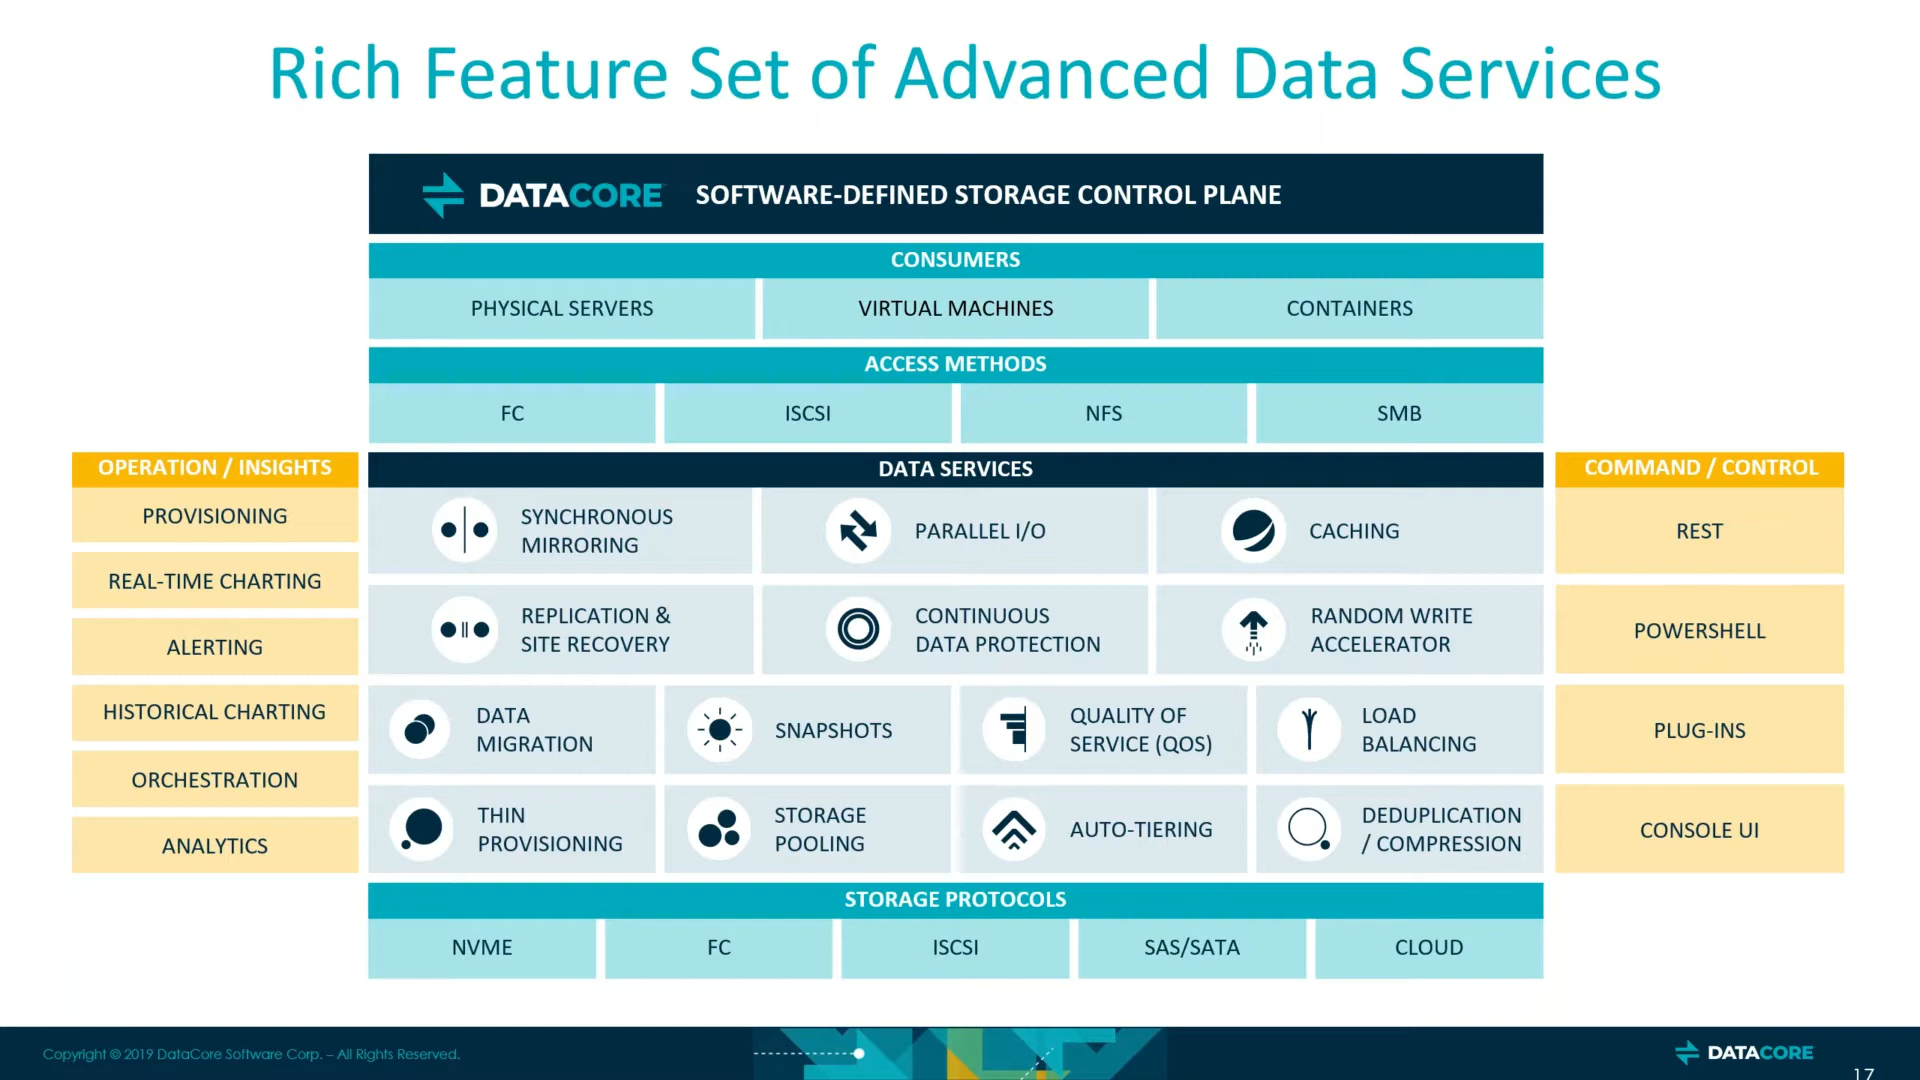 Rich Feature Set of Advanced Data Services
DATACORE SOFTWARE-DEFINED STORAGE CONTROL PLANE
CONSUMERS
PHYSICAL SERVERS
VIRTUAL MACHINES
CONTAINERS
ACCESS METHODS
FC
ISCSI
NFS
SMB
OPERATION / INSIGHTS
PROVISIONING
REAL-TIME CHARTING
ALERTING
HISTORICAL CHARTING
ORCHESTRATION
ANALYTICS
DATA SERVICES
SYNCHRONOUS
MIRRORING
PARALLEL I/O
CACHING
REPLICATION &
SITE RECOVERY
CONTINUOUS
DATA PROTECTION
RANDOM WRITE
ACCELERATOR
DATA
MIGRATION
SNAPSHOTS
QUALITY OF
SERVICE (QOS)
LOAD
BALANCING
THIN
PROVISIONING
STORAGE
POOLING
AUTO-TIERING
DEDUPLICATION
/ COMPRESSION
COMMAND / CONTROL
REST
POWERSHELL
PLUG-INS
CONSOLE UI
STORAGE PROTOCOLS
NVME
FC
ISCSI
SAS/SATA
CLOUD
Copyright © 2019 DataCore Software Corp. – All Rights Reserved.
DATACORE
17